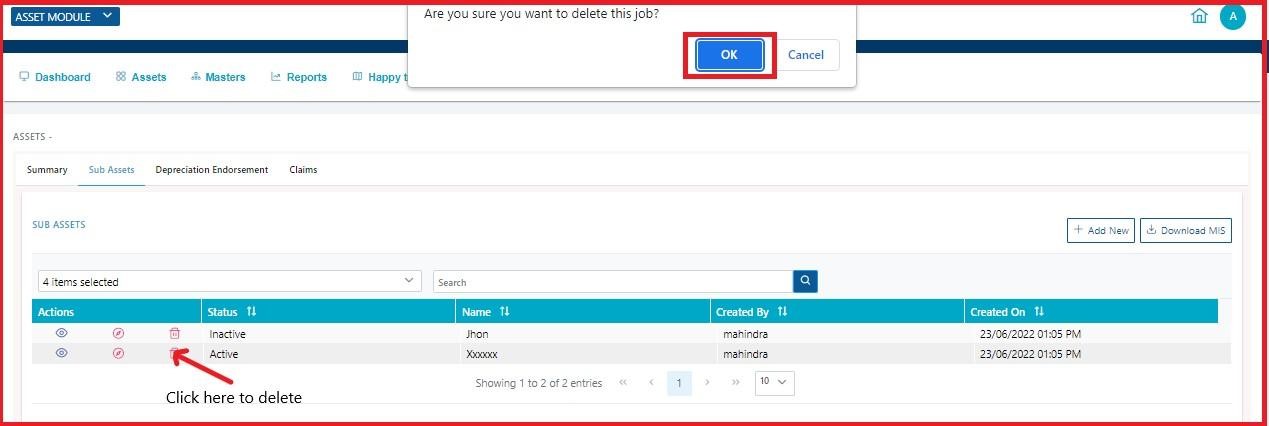 ASSET MODULE
Are you sure you want to delete this job?
A
OK Cancel
Dashboard Assets Masters Reports Happy t
ASSETS -
Summary Sub Assets Depreciation Endorsement Claims
SUB ASSETS
Add New Download MIS
4 items selected Search
Actions Status Name Created By Created On
Inactive Jhon mahindra 23/06/2022 01:05 PM
Active Xxxxxx mahindra 23/06/2022 01:05 PM
Showing 1 to 2 of 2 entries « ‹ 1 › » 10
Click here to delete